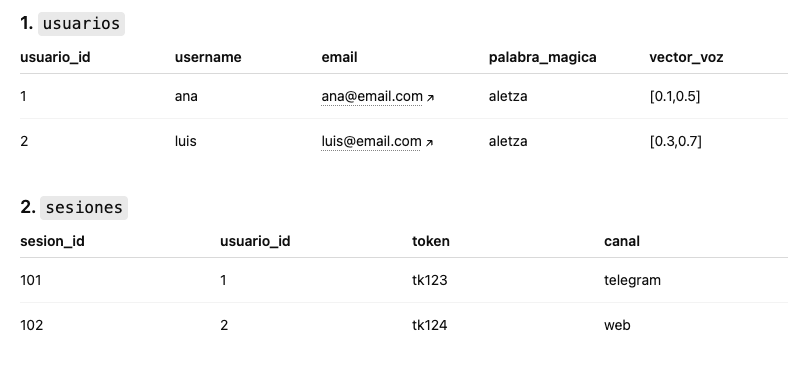 1. usuarios
usuario_id username email palabra_magica vector_voz
1 ana ana@email.com ↗ aletza [0.1,0.5]
2 luis luis@email.com ↗ aletza [0.3,0.7]
2. sesiones
sesion_id usuario_id token canal
101 1 tk123 telegram
102 2 tk124 web